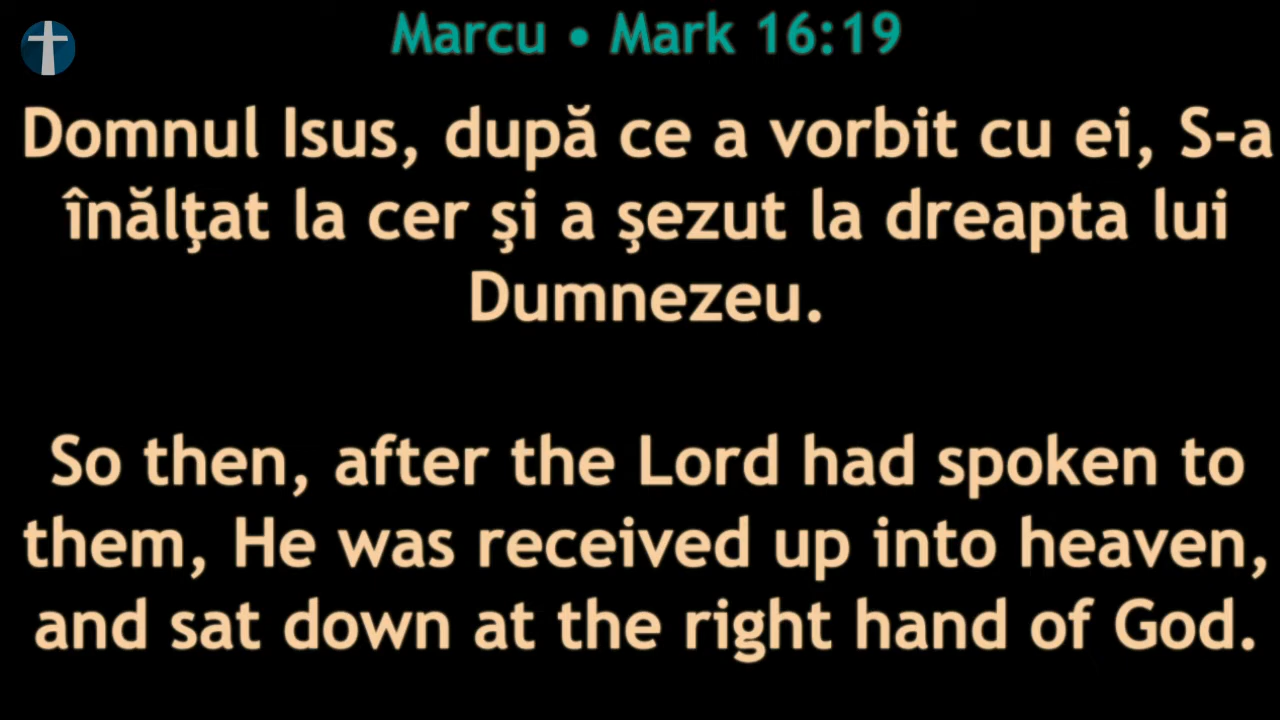 Marcu • Mark 16:19
Domnul Isus, după ce a vorbit cu ei, S-a
înălţat la cer şi a şezut la dreapta lui
Dumnezeu.
So then, after the Lord had spoken to
them, He was received up into heaven,
and sat down at the right hand of God.